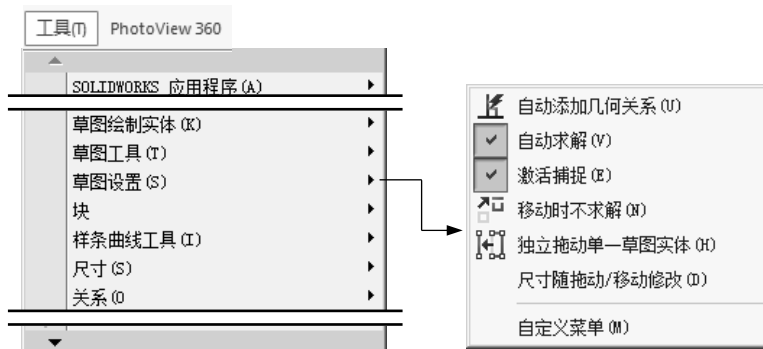 工具(T) PhotoView 360
SOLIDWORKS 应用程序(A)
草图绘制实体(K)
草图工具(T)
草图设置(S)
块
样条曲线工具(I)
尺寸(S)
关系(O
自动添加几何关系(U)
自动求解(V)
激活捕捉(E)
移动时不求解(N)
独立拖动单一草图实体(H)
尺寸随拖动/移动修改(D)
自定义菜单(M)